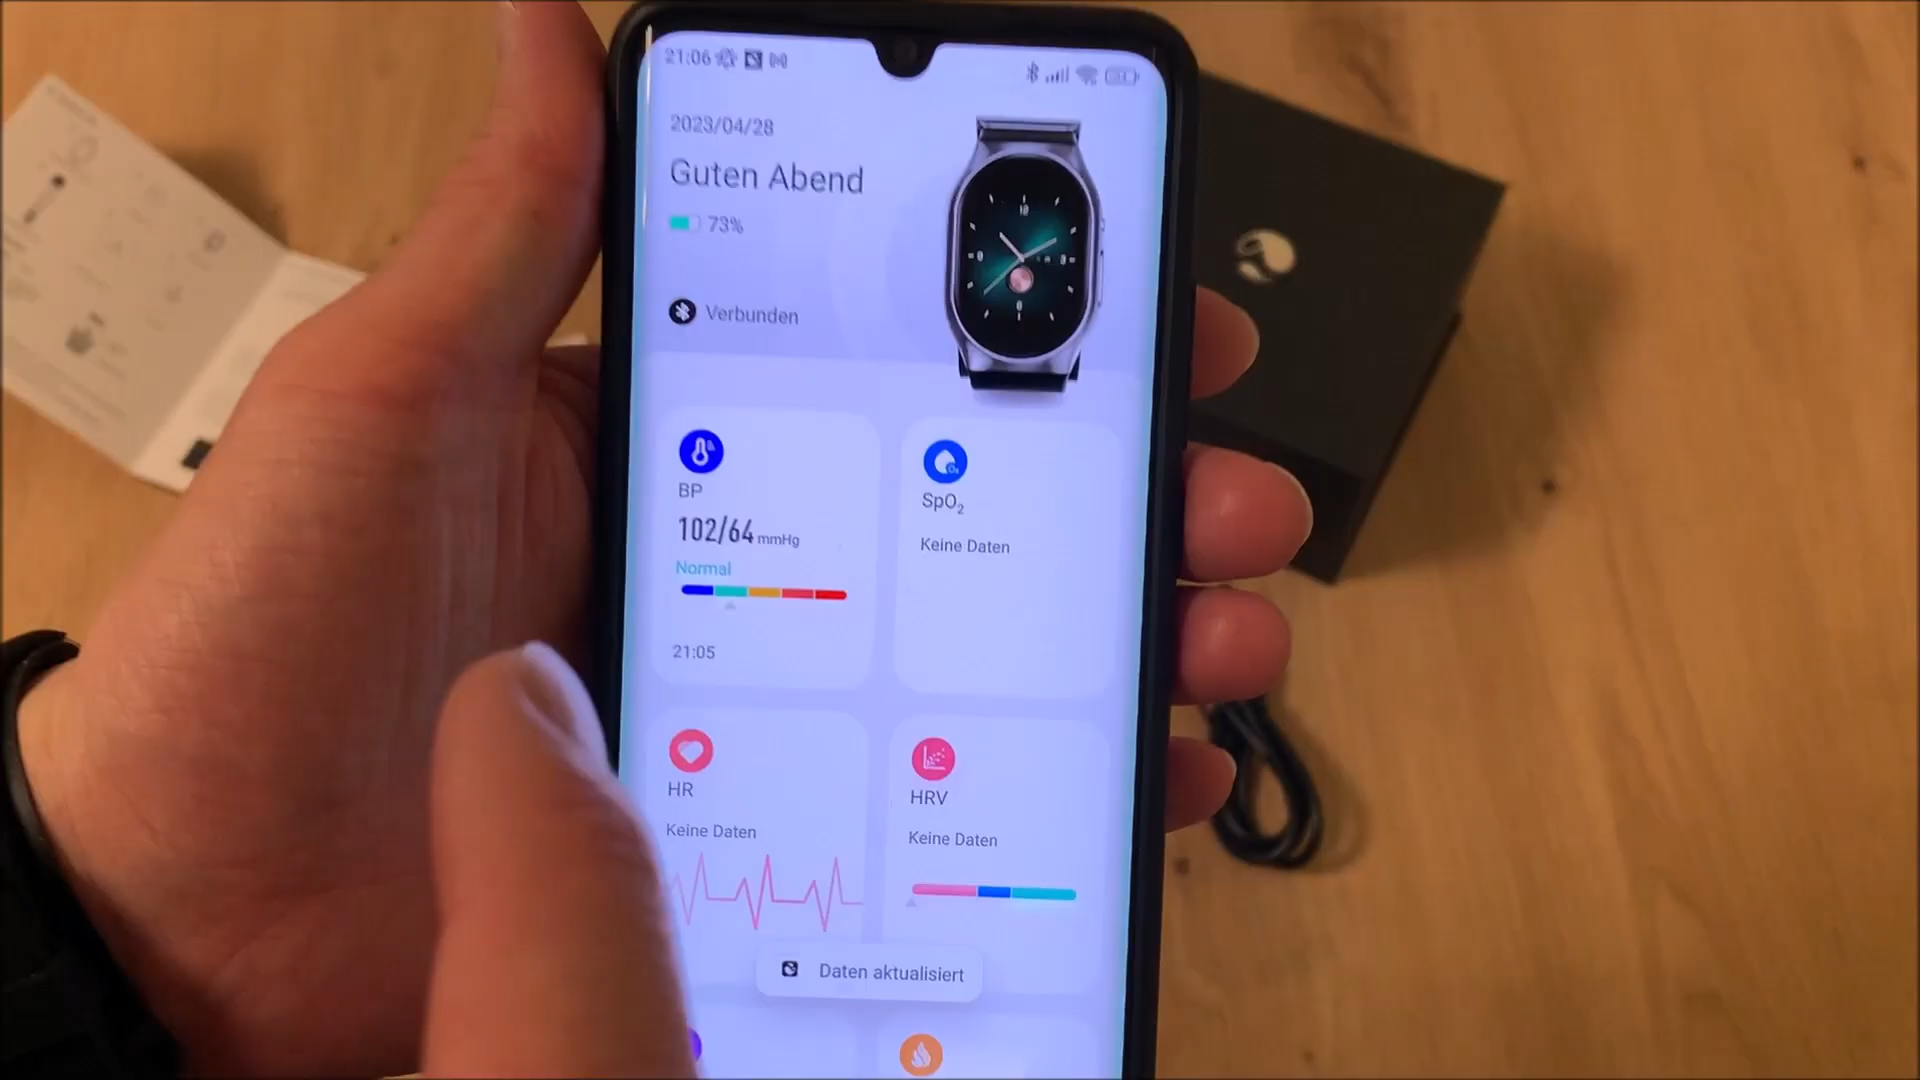 21:06
2023/04/28
Guten Abend
73%
Verbunden
BP
102/64 mmHg
Normal
21:05
SpO₂
Keine Daten
HR
Keine Daten
HRV
Keine Daten
Daten aktualisiert